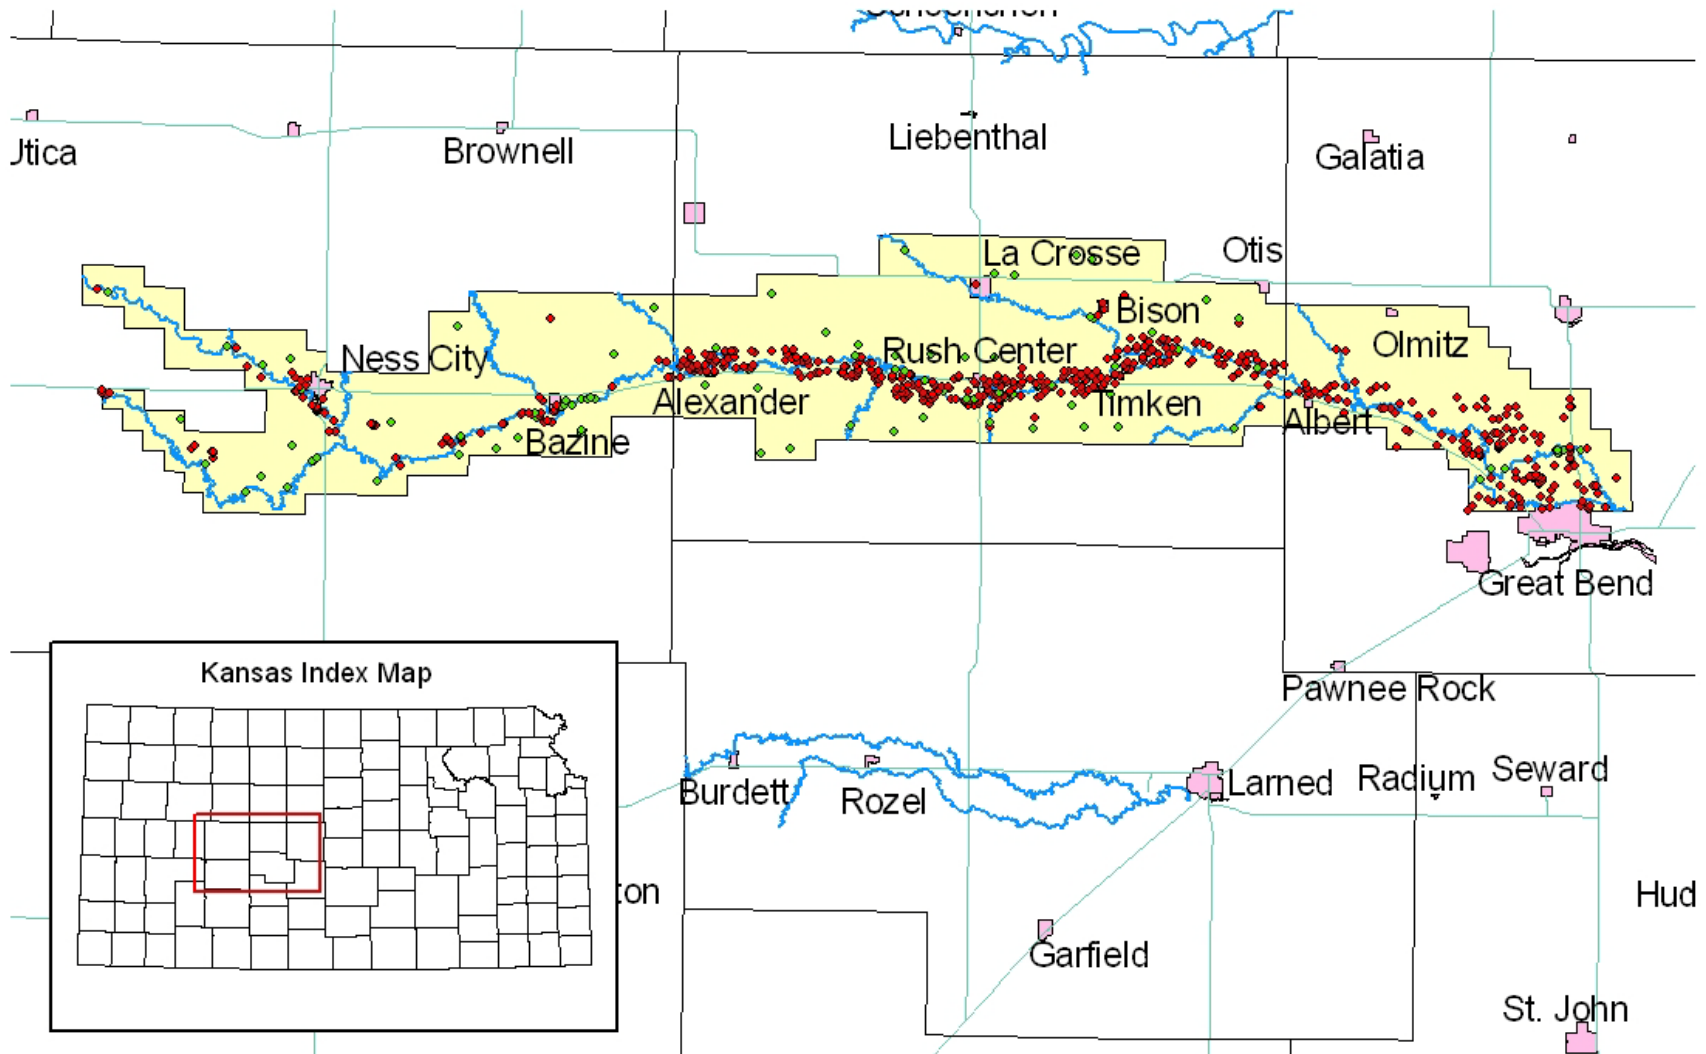 Brownell
Liebenthal
Galatia
La Crosse
Otis
Bison
Olmitz
Ness City
Rush Center
Alexander
Timken
Albert
Bazine
Great Bend
Kansas Index Map
Pawnee Rock
Burdett
Rozel
Larned
Radium
Seward
ton
Hud
Garfield
St. John